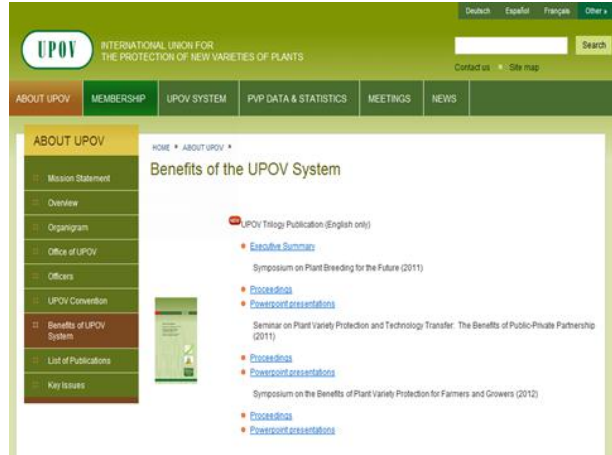 Deutsch Español Français Other »
UPOV
INTERNATIONAL UNION FOR
THE PROTECTION OF NEW VARIETIES OF PLANTS
Search
Contact us Site map
ABOUT UPOV MEMBERSHIP UPOV SYSTEM PVP DATA & STATISTICS MEETINGS NEWS
ABOUT UPOV
Mission Statement
Overview
Organigram
Office of UPOV
Officers
UPOV Convention
Benefits of UPOV
System
List of Publications
Key Issues
HOME ▸ ABOUT UPOV ▸
Benefits of the UPOV System
NEW UPOV Trilogy Publication (English only)
Executive Summary
Symposium on Plant Breeding for the Future (2011)
Proceedings
Powerpoint presentations
Seminar on Plant Variety Protection and Technology Transfer: The Benefits of Public-Private Partnership
(2011)
Proceedings
Powerpoint presentations
Symposium on the Benefits of Plant Variety Protection for Farmers and Growers (2012)
Proceedings
Powerpoint presentations